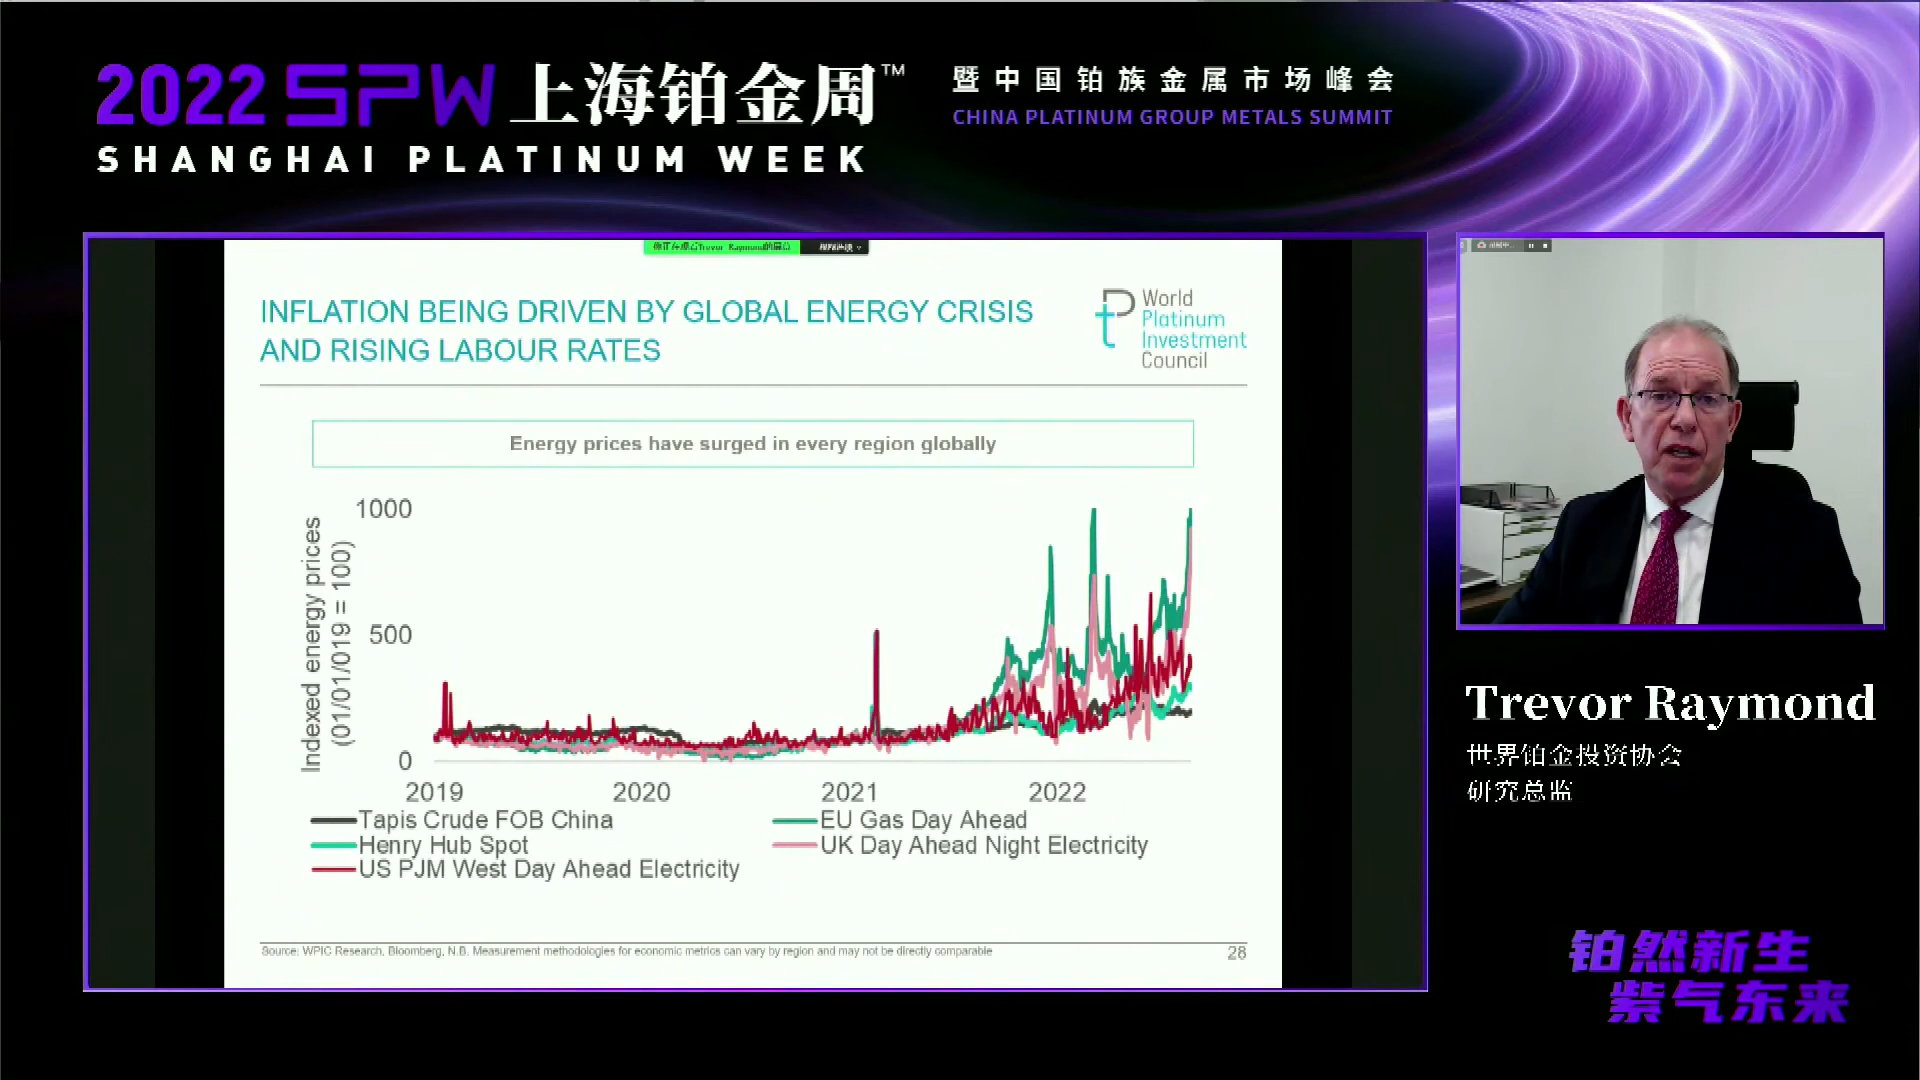 2022 SPW 上海铂金周™
SHANGHAI PLATINUM WEEK
暨中国铂族金属市场峰会
CHINA PLATINUM GROUP METALS SUMMIT
INFLATION BEING DRIVEN BY GLOBAL ENERGY CRISIS
AND RISING LABOUR RATES
World
Platinum
Investment
Council
Energy prices have surged in every region globally
Indexed energy prices
(01/01/019 = 100)
1000
500
0
2019 2020 2021 2022
Tapis Crude FOB China
EU Gas Day Ahead
Henry Hub Spot
UK Day Ahead Night Electricity
US PJM West Day Ahead Electricity
Source: WPIC Research, Bloomberg, N.B. Measurement methodologies for economic metrics can vary by region and may not be directly comparable
28
Trevor Raymond
世界铂金投资协会
研究总监
铂然新生
紫气东来